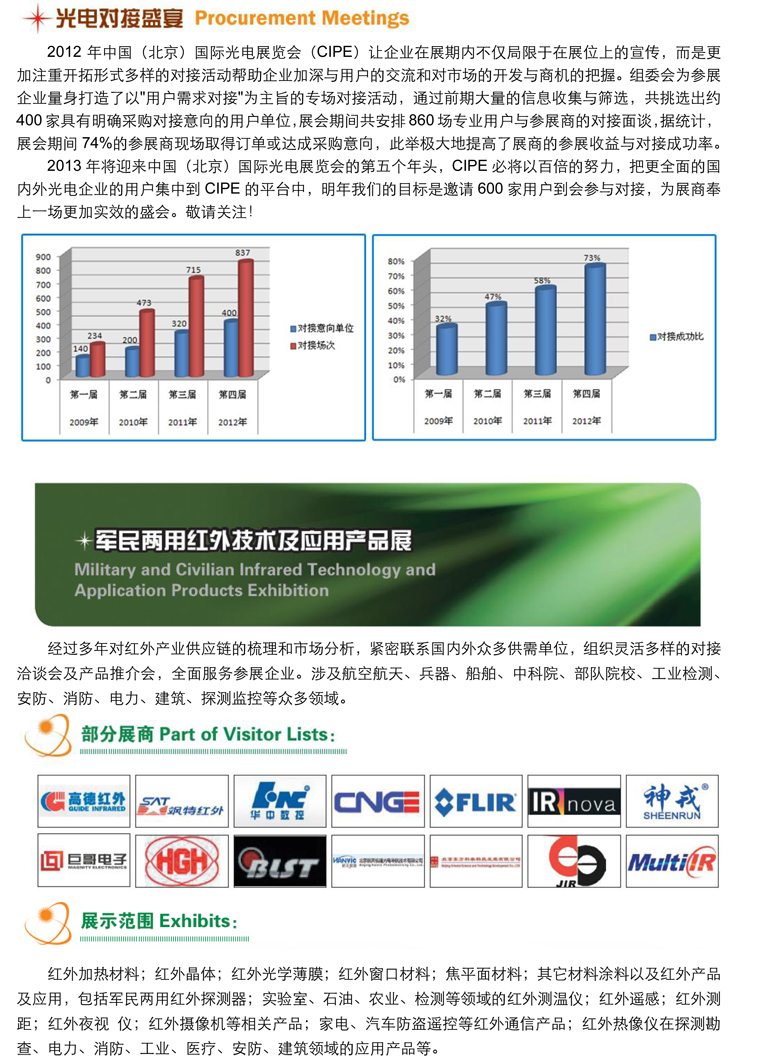 光电对接盛宴 Procurement Meetings
2012 年中国（北京）国际光电展览会（CIPE）让企业在展期内不仅局限于在展位上的宣传，而是更
加注重开拓形式多样的对接活动帮助企业加深与用户的交流和对市场的开发与商机的把握。组委会为参展
企业量身打造了以"用户需求对接"为主旨的专场对接活动，通过前期大量的信息收集与筛选，共挑选出约
400 家具有明确采购对接意向的用户单位,展会期间共安排 860 场专业用户与参展商的对接面谈，据统计，
展会期间 74%的参展商现场取得订单或达成采购意向，此举极大地提高了展商的参展收益与对接成功率。
2013 年将迎来中国（北京）国际光电展览会的第五个年头，CIPE 必将以百倍的努力，把更全面的国
内外光电企业的用户集中到 CIPE 的平台中，明年我们的目标是邀请 600 家用户到会参与对接，为展商奉
上一场更加实效的盛会。敬请关注！
900
800
700
600
500
400
300
200
100
0
140
234
200
473
320
715
400
837
第一届 第二届 第三届 第四届
2009年 2010年 2011年 2012年
对接意向单位
对接场次
80%
70%
60%
50%
40%
30%
20%
10%
0%
32%
47%
58%
73%
第一届 第二届 第三届 第四届
2009年 2010年 2011年 2012年
对接成功比
军民两用红外技术及应用产品展
Military and Civilian Infrared Technology and
Application Products Exhibition
经过多年对红外产业供应链的梳理和市场分析，紧密联系国内外众多供需单位，组织灵活多样的对接
洽谈会及产品推介会，全面服务参展企业。涉及航空航天、兵器、船舶、中科院、部队院校、工业检测、
安防、消防、电力、建筑、探测监控等众多领域。
部分展商 Part of Visitor Lists：
高德红外
GUIDE INFRARED
SAT
飒特红外
HNC
华中数控
CNGE
FLIR
IR nova
神戎®
SHEENRUN
巨哥电子
MAGNITY ELECTRONICS
HGH
BLST
JIR
Multi IR
展示范围 Exhibits：
红外加热材料；红外晶体；红外光学薄膜；红外窗口材料；焦平面材料；其它材料涂料以及红外产品
及应用，包括军民两用红外探测器；实验室、石油、农业、检测等领域的红外测温仪；红外遥感；红外测
距；红外夜视 仪；红外摄像机等相关产品；家电、汽车防盗遥控等红外通信产品；红外热像仪在探测勘
查、电力、消防、工业、医疗、安防、建筑领域的应用产品等。